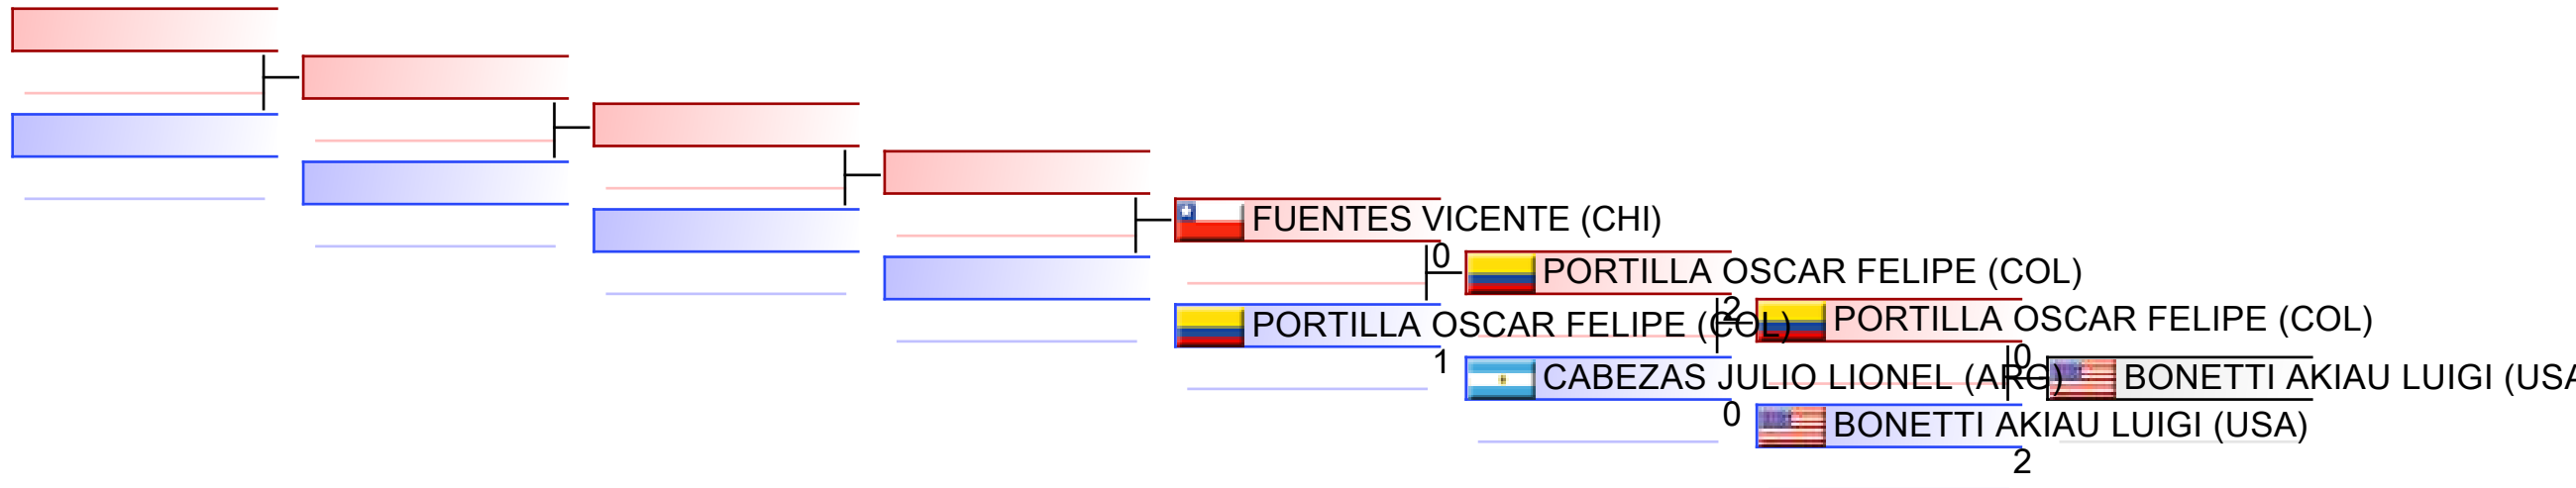 FUENTES VICENTE (CHI)
0
PORTILLA OSCAR FELIPE (COL)
PORTILLA OSCAR FELIPE (COL)
1
2
CABEZAS JULIO LIONEL (ARG)
0
PORTILLA OSCAR FELIPE (COL)
0
BONETTI AKIAU LUIGI (USA)
2
BONETTI AKIAU LUIGI (USA